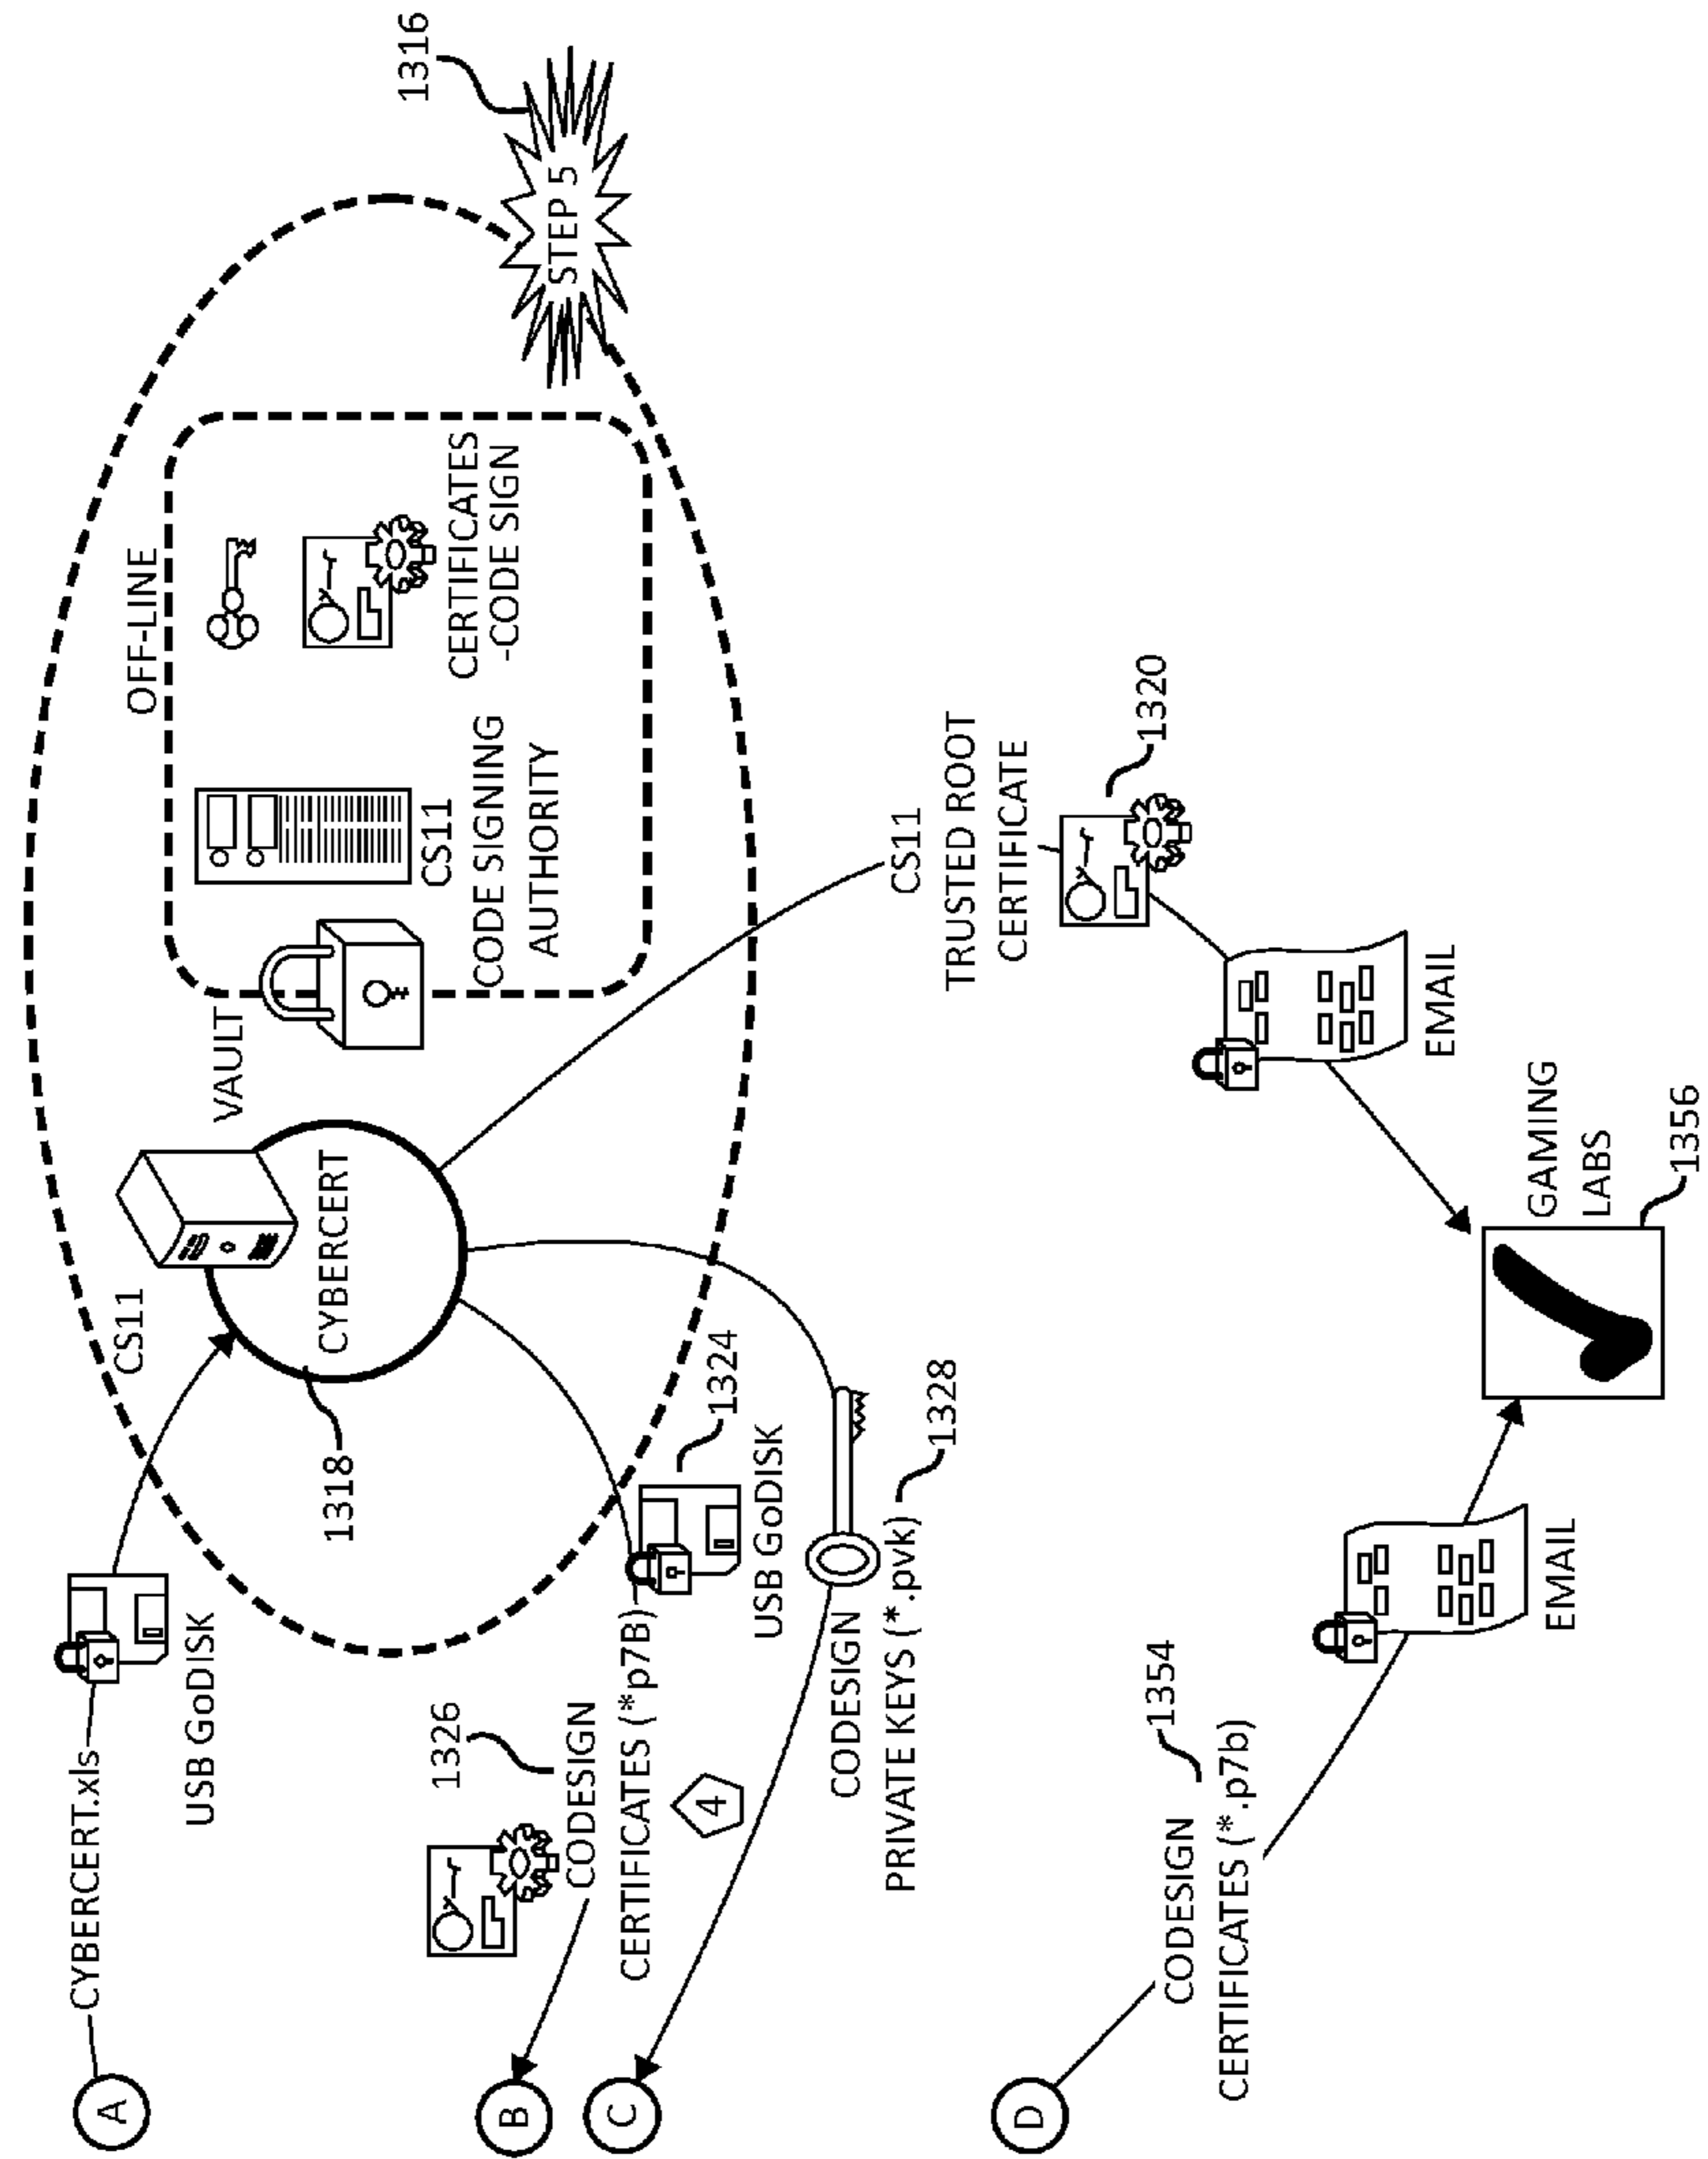 A
CYBERCERT.xls
USB GoDISK
CS11
VAULT
OFF-LINE
CYBERCERT
1318
CS11
CODE SIGNING
AUTHORITY
CERTIFICATES
-CODE SIGN
STEP 5
1316
B
1326
CODESIGN
CERTIFICATES (*p7B)
1324
USB GoDISK
C
4
CODESIGN
PRIVATE KEYS (*.pvk)
1328
CS11
TRUSTED ROOT
CERTIFICATE
1320
EMAIL
D
CODESIGN
CERTIFICATES (*.p7b)
1354
EMAIL
GAMING
LABS
1356